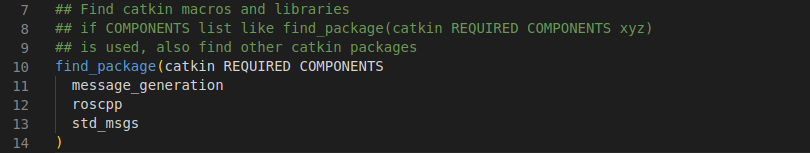 7 ## Find catkin macros and libraries
8 ## if COMPONENTS list like find_package(catkin REQUIRED COMPONENTS xyz)
9 ## is used, also find other catkin packages
10 find_package(catkin REQUIRED COMPONENTS
11   message_generation
12   roscpp
13   std_msgs
14 )